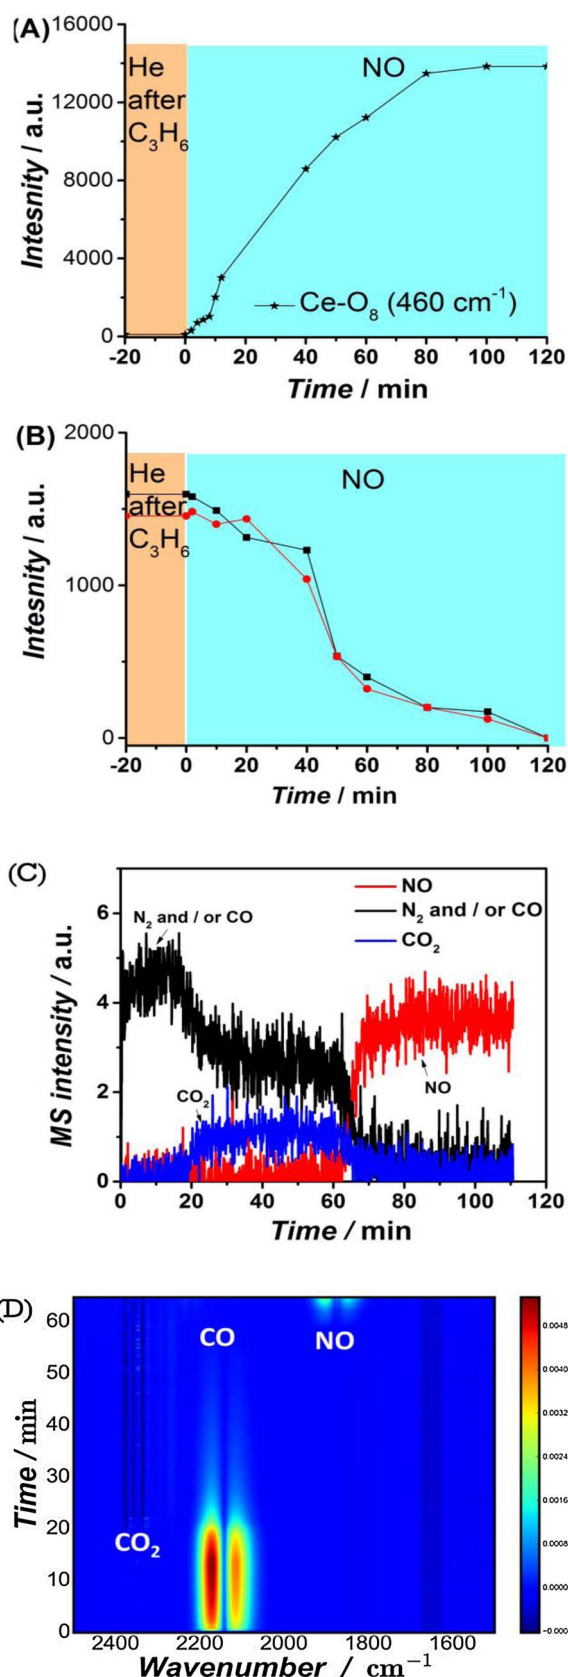 (A)
16000
12000
8000
4000
0
Intesnity / a.u.
He
after
C₃H₆
NO
Ce-O₈ (460 cm⁻¹)
-20 0 20 40 60 80 100 120
Time / min
(B)
2000
1000
0
Intesnity / a.u.
He
after
C₃H₆
NO
-20 0 20 40 60 80 100 120
Time / min
(C)
6
4
2
0
MS intensity / a.u.
N₂ and / or CO
NO
N₂ and / or CO
CO₂
CO₂
NO
0 20 40 60 80 100 120
Time / min
(D)
60
50
40
30
20
10
0
Time / min
CO
NO
CO₂
0.0048
0.0040
0.0032
0.0024
0.0016
0.0008
0.0000
-0.000
2400 2200 2000 1800 1600
Wavenumber / cm⁻¹